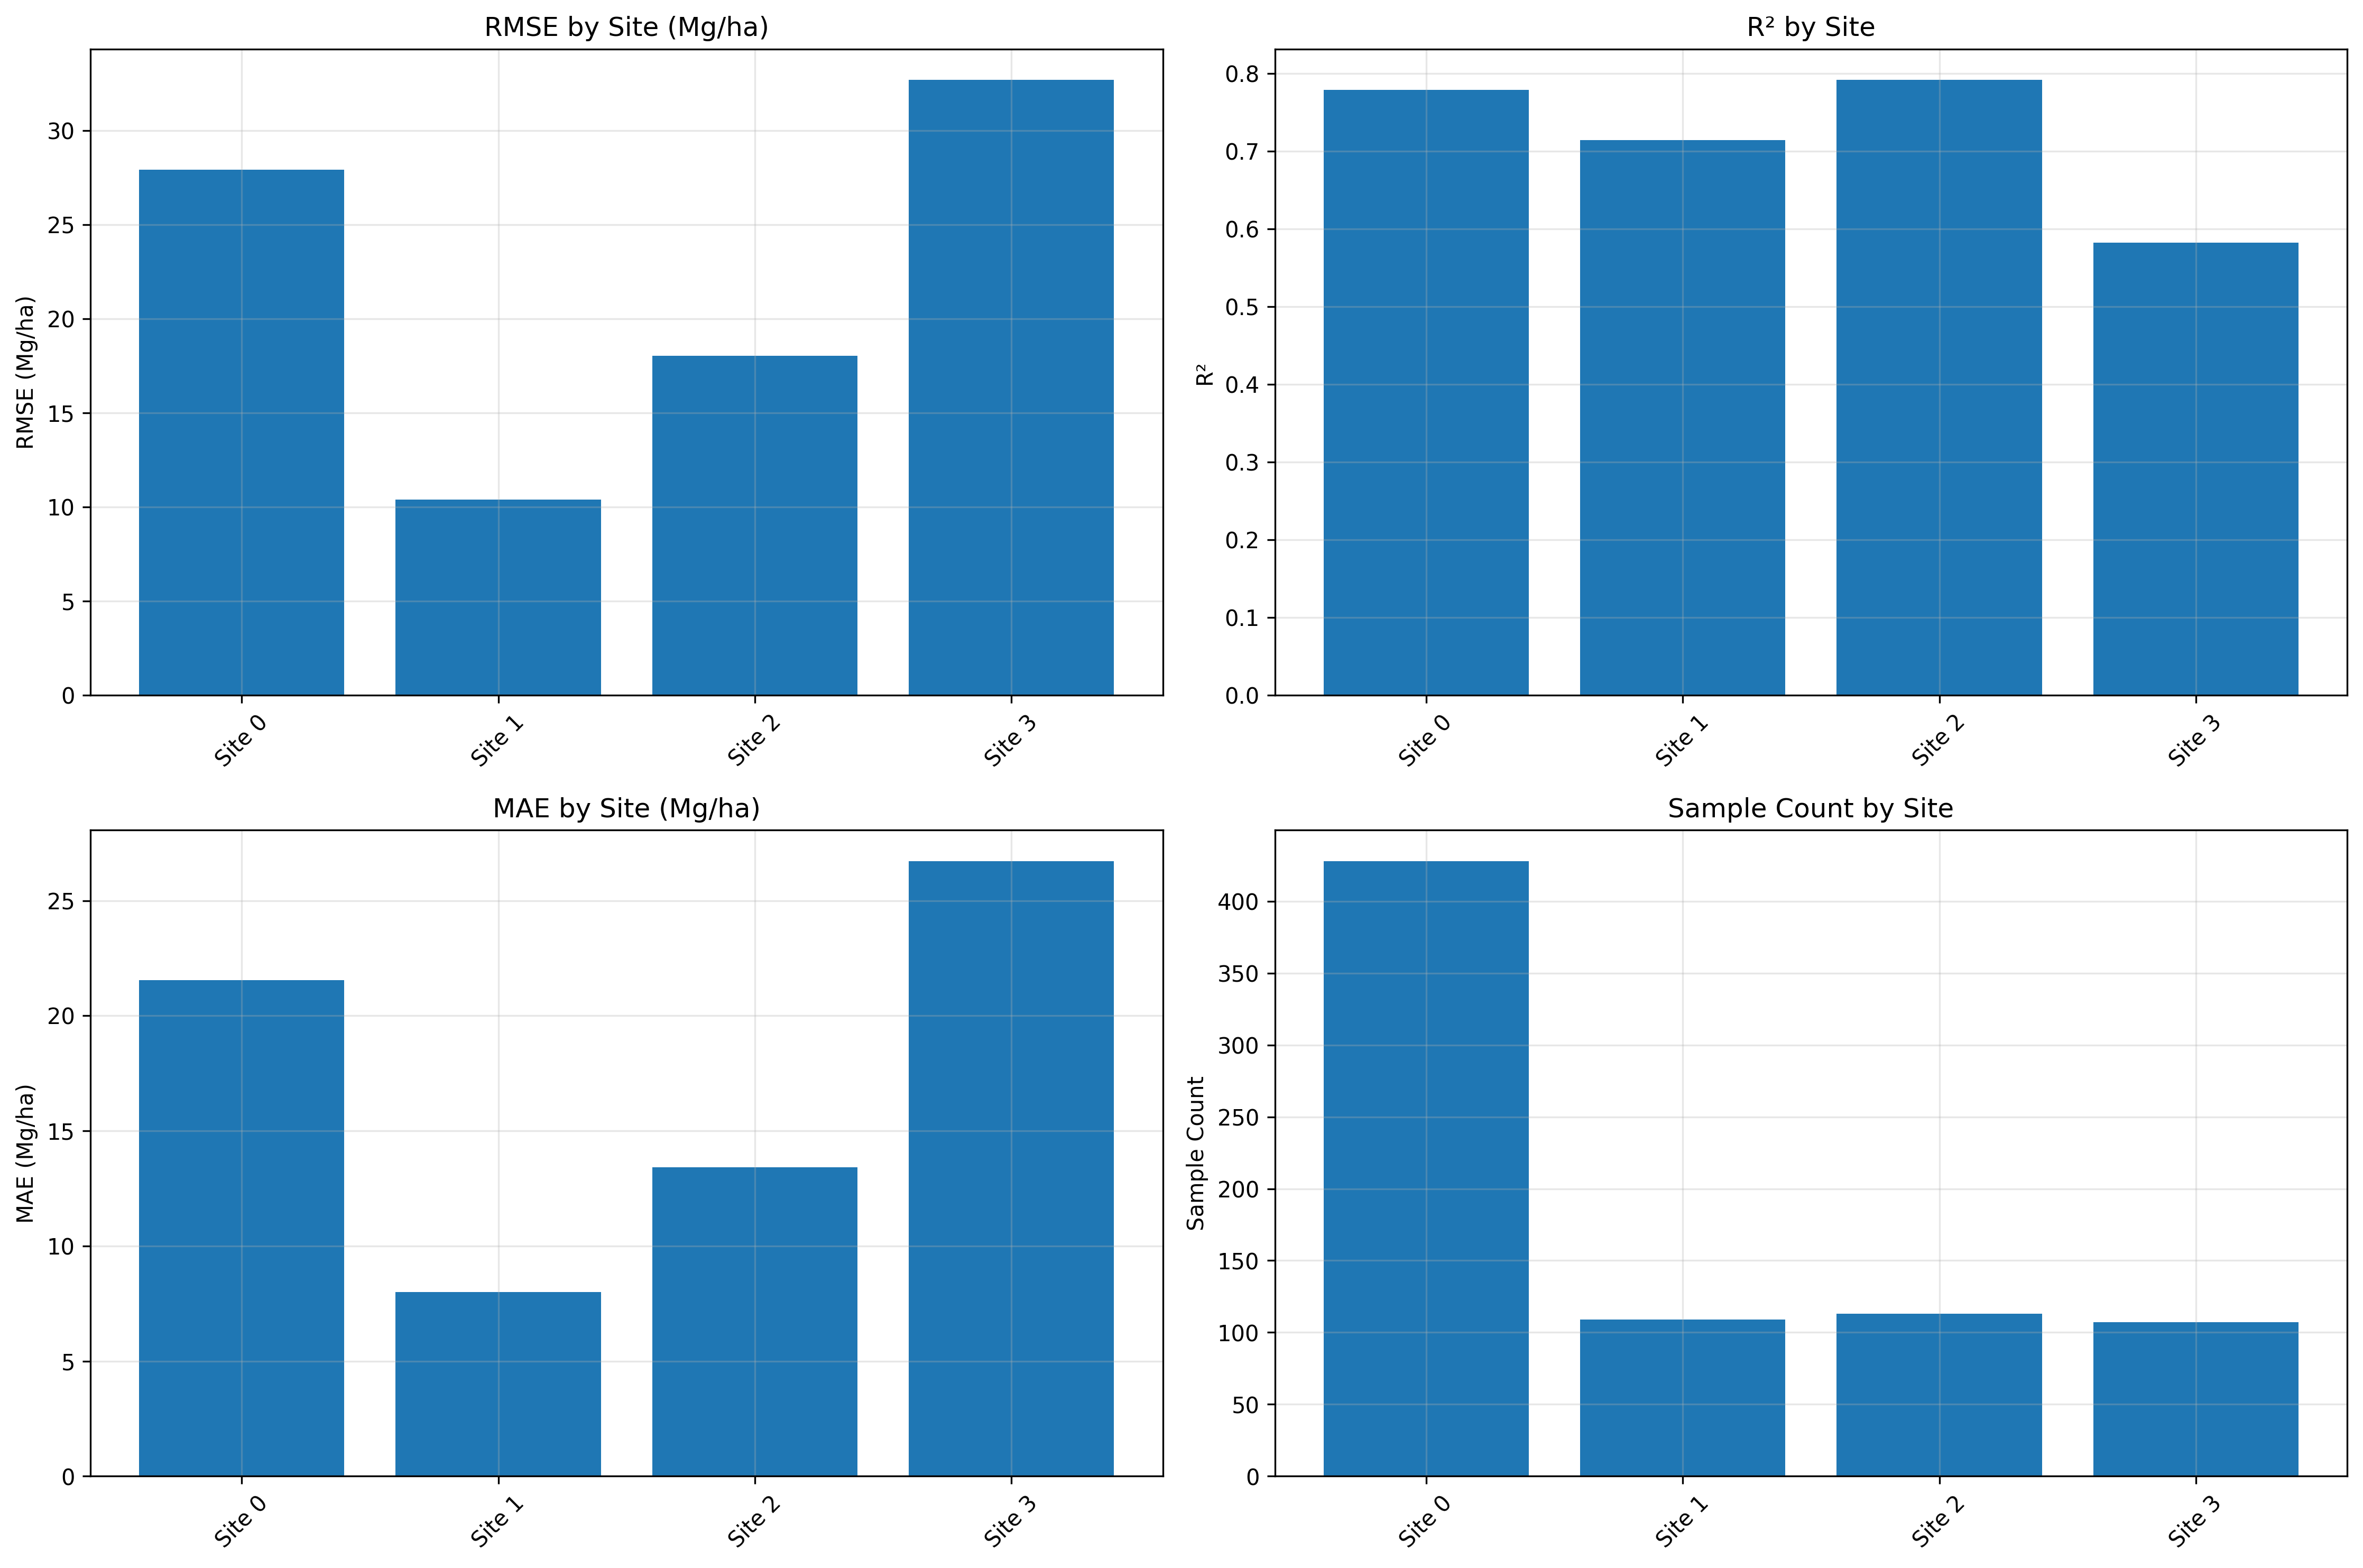 RMSE by Site (Mg/ha)
RMSE (Mg/ha)
30
25
20
15
10
5
0
Site 0
Site 1
Site 2
Site 3
R² by Site
R²
0.8
0.7
0.6
0.5
0.4
0.3
0.2
0.1
0.0
Site 0
Site 1
Site 2
Site 3
MAE by Site (Mg/ha)
MAE (Mg/ha)
25
20
15
10
5
0
Site 0
Site 1
Site 2
Site 3
Sample Count by Site
Sample Count
400
350
300
250
200
150
100
50
0
Site 0
Site 1
Site 2
Site 3